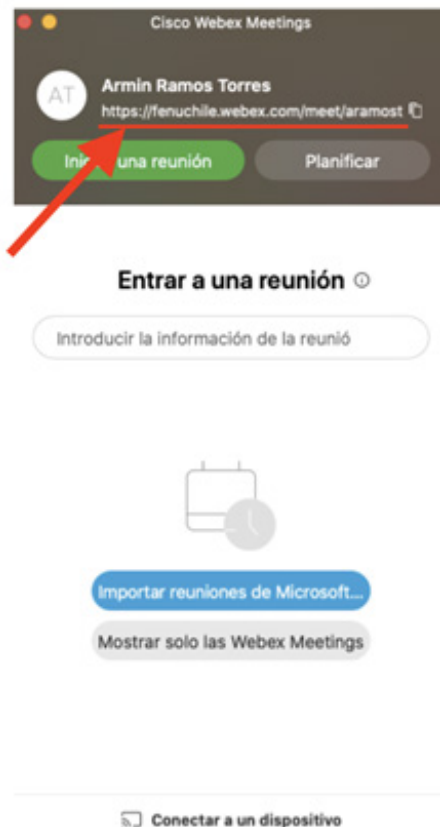 Cisco Webex Meetings
AT
Armin Ramos Torres
https://fenuchile.webex.com/meet/aramost
Iniciar una reunión
Planificar
Entrar a una reunión
Introducir la información de la reunió
Importar reuniones de Microsoft...
Mostrar solo las Webex Meetings
Conectar a un dispositivo